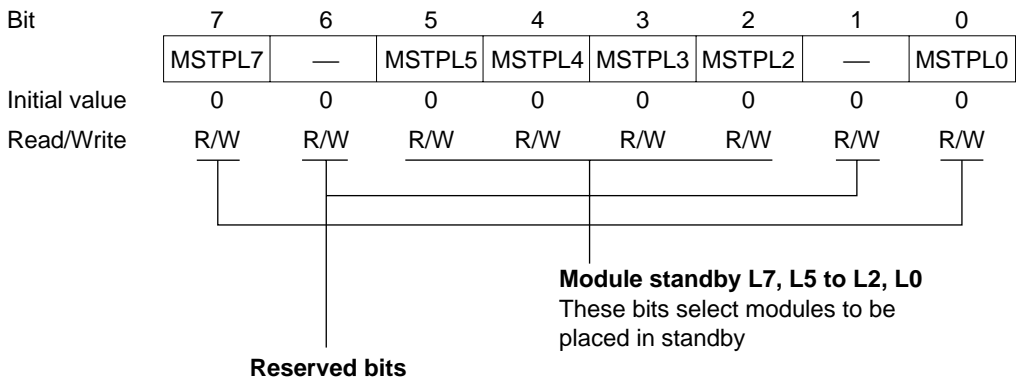 Bit 7 6 5 4 3 2 1 0
MSTPL7 — MSTPL5 MSTPL4 MSTPL3 MSTPL2 — MSTPL0
Initial value 0 0 0 0 0 0 0 0
Read/Write R/W R/W R/W R/W R/W R/W R/W R/W
Module standby L7, L5 to L2, L0
These bits select modules to be
placed in standby
Reserved bits